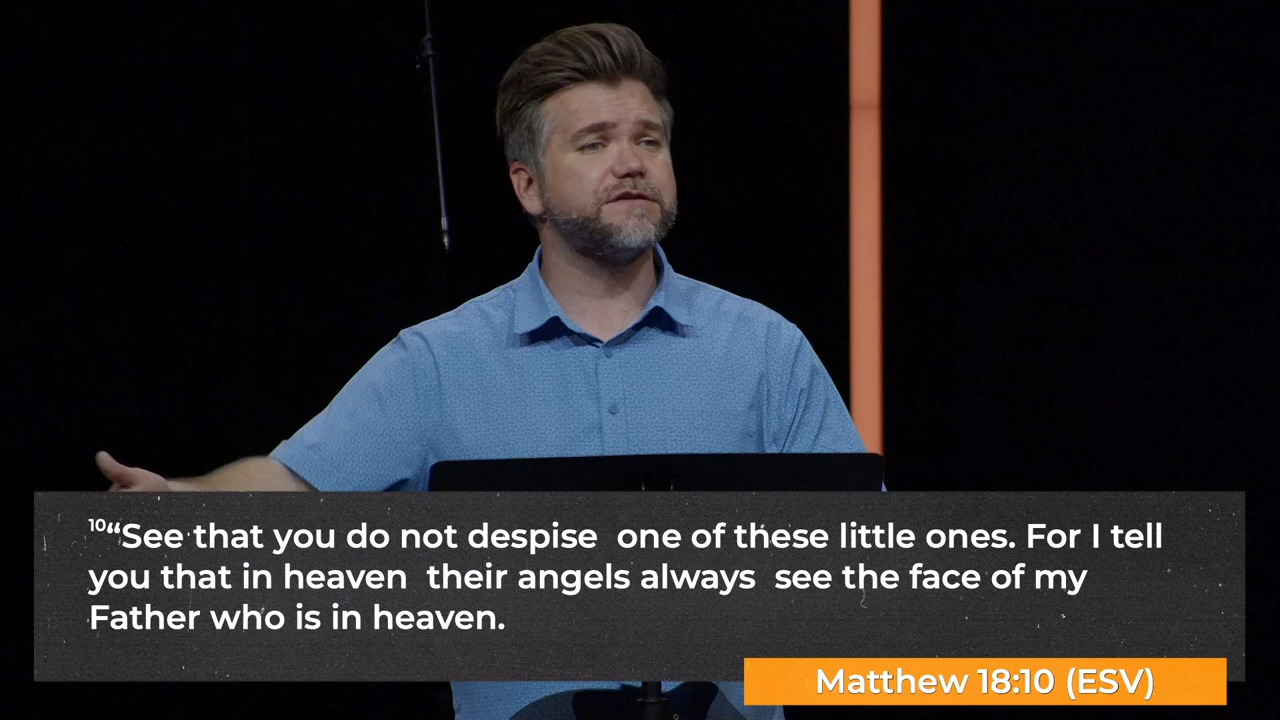 ¹⁰“See that you do not despise  one of these little ones. For I tell
you that in heaven  their angels always  see the face of my
Father who is in heaven.
Matthew 18:10 (ESV)